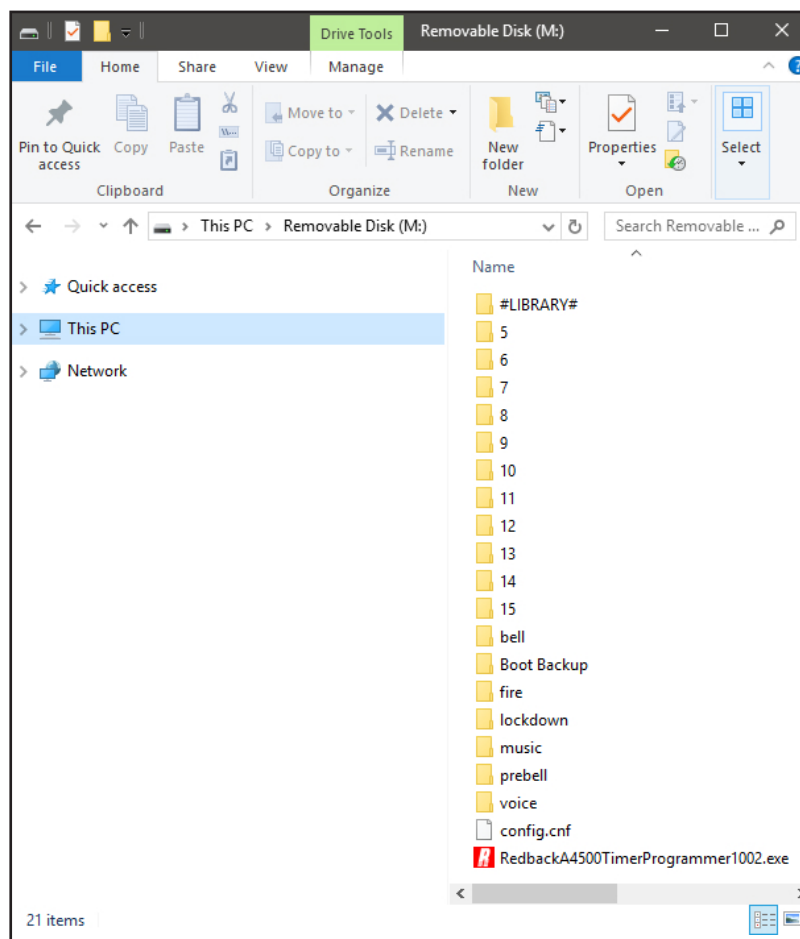 Drive Tools Removable Disk (M:)
File Home Share View Manage
Pin to Quick access
Copy
Paste
Move to
Copy to
Delete
Rename
New folder
Properties
Select
Clipboard Organize New Open
This PC > Removable Disk (M:)
Search Removable ...
Quick access
This PC
Network
Name
#LIBRARY#
5
6
7
8
9
10
11
12
13
14
15
bell
Boot Backup
fire
lockdown
music
prebell
voice
config.cnf
RedbackA4500TimerProgrammer1002.exe
21 items